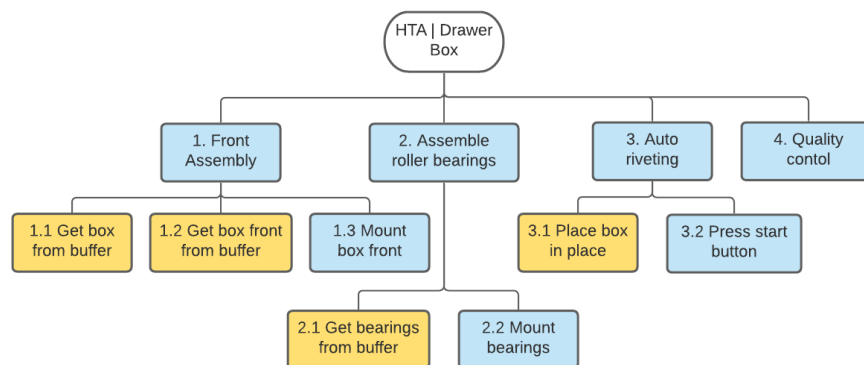 HTA | Drawer
Box
1. Front
Assembly
2. Assemble
roller bearings
3. Auto
riveting
4. Quality
contol
1.1 Get box
from buffer
1.2 Get box front
from buffer
1.3 Mount
box front
3.1 Place box
in place
3.2 Press start
button
2.1 Get bearings
from buffer
2.2 Mount
bearings